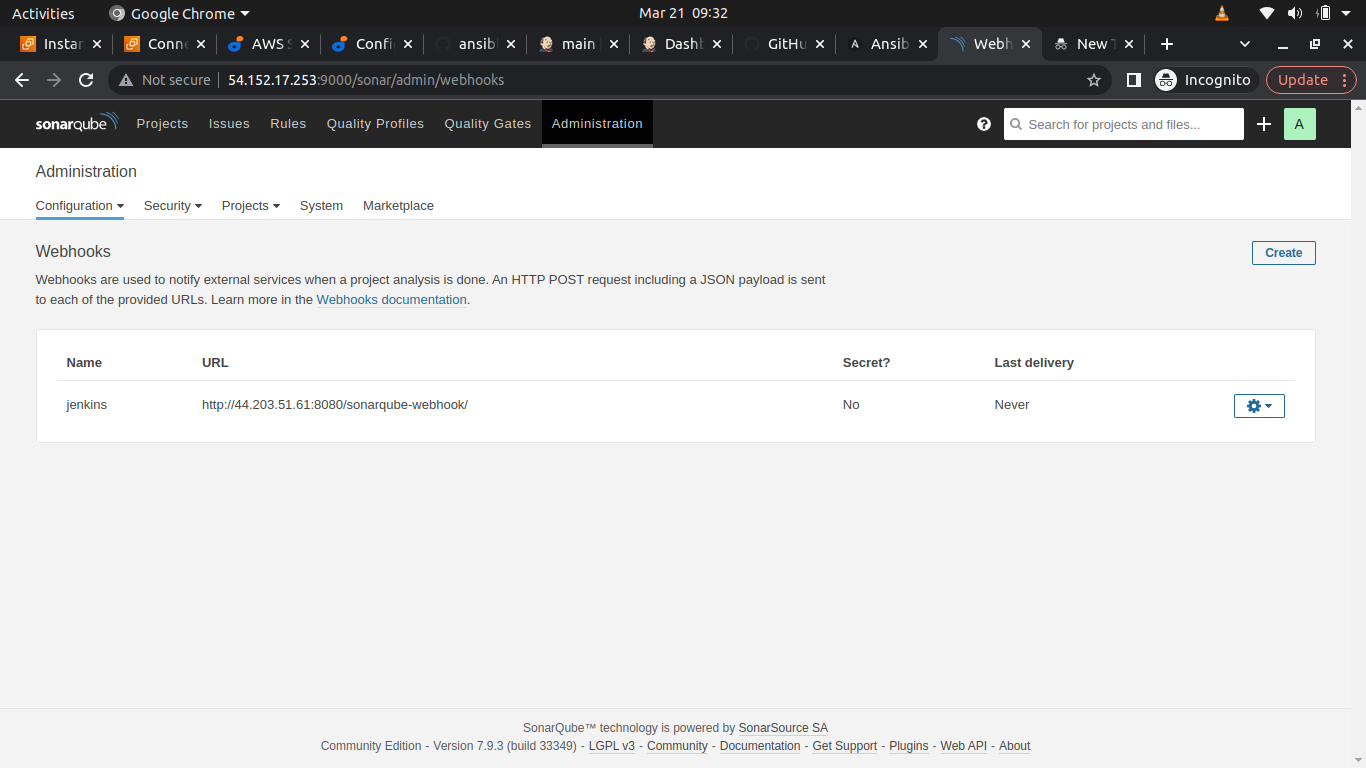 Activities Google Chrome Mar 21 09:32
Instan Conne AWS S Config ansibl main Dashb GitHu Ansib Webh New T
Not secure 54.152.17.253:9000/sonar/admin/webhooks Incognito Update
sonarqube Projects Issues Rules Quality Profiles Quality Gates Administration ? Search for projects and files... A
Administration
Configuration Security Projects System Marketplace
Webhooks Create
Webhooks are used to notify external services when a project analysis is done. An HTTP POST request including a JSON payload is sent
to each of the provided URLs. Learn more in the Webhooks documentation.
Name URL Secret? Last delivery
jenkins http://44.203.51.61:8080/sonarqube-webhook/ No Never
SonarQube™ technology is powered by SonarSource SA
Community Edition - Version 7.9.3 (build 33349) - LGPL v3 - Community - Documentation - Get Support - Plugins - Web API - About